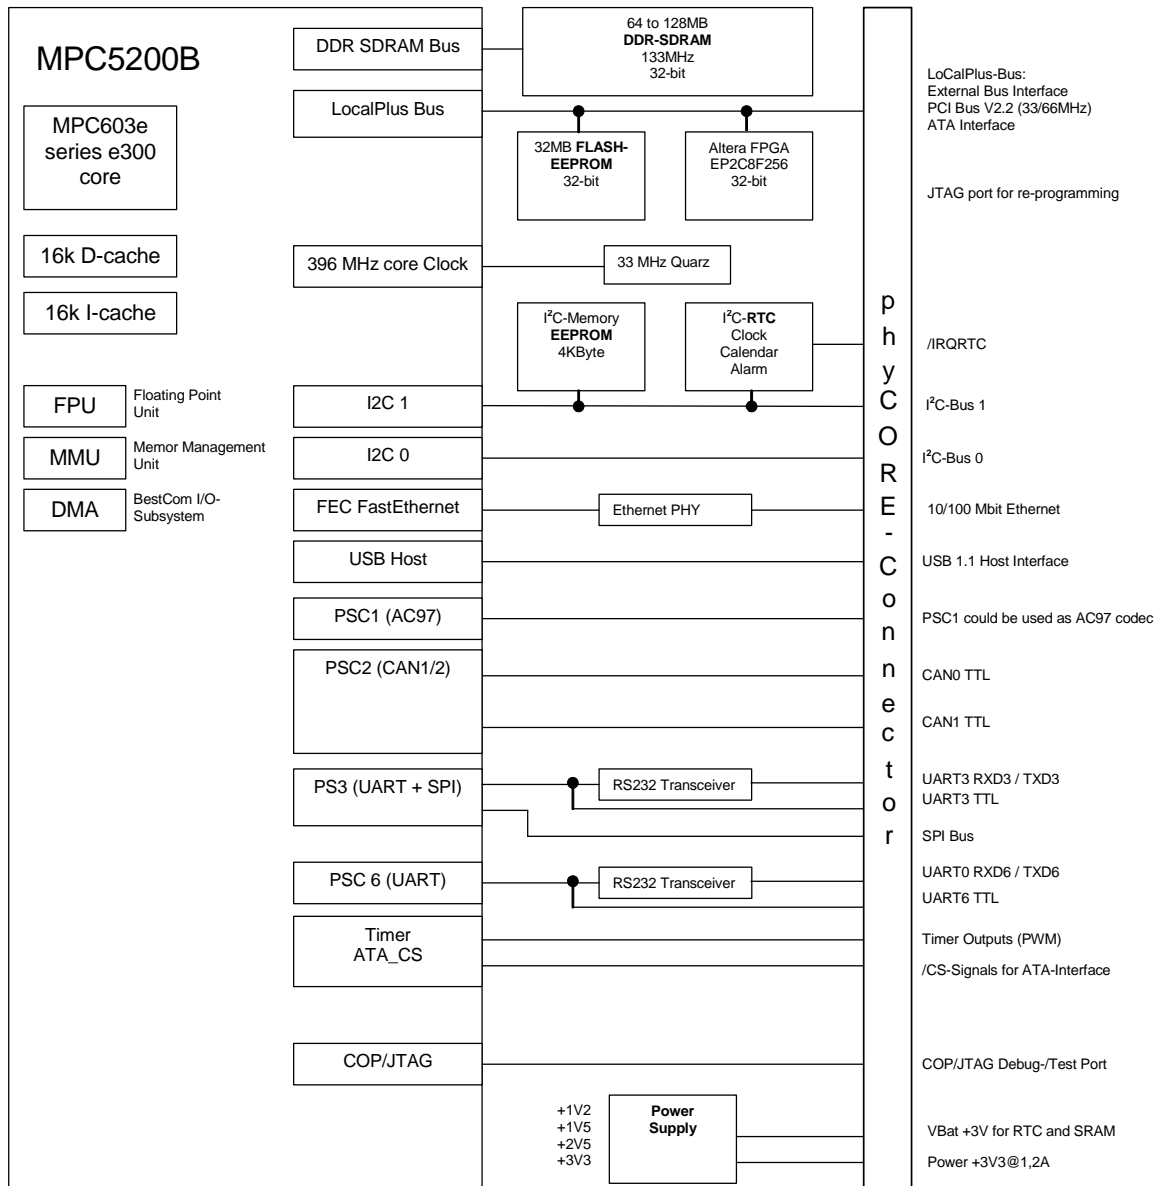 MPC5200B
MPC603e
series e300
core
16k D-cache
16k I-cache
FPU
Floating Point
Unit
MMU
Memor Management
Unit
DMA
BestCom I/O-
Subsystem
DDR SDRAM Bus
LocalPlus Bus
396 MHz core Clock
I2C 1
I2C 0
FEC FastEthernet
USB Host
PSC1 (AC97)
PSC2 (CAN1/2)
PS3 (UART + SPI)
PSC 6 (UART)
Timer
ATA_CS
COP/JTAG
64 to 128MB
DDR-SDRAM
133MHz
32-bit
32MB FLASH-
EEPROM
32-bit
Altera FPGA
EP2C8F256
32-bit
33 MHz Quarz
I²C-Memory
EEPROM
4KByte
I²C-RTC
Clock
Calendar
Alarm
Ethernet PHY
RS232 Transceiver
RS232 Transceiver
+1V2
+1V5
+2V5
+3V3
Power
Supply
phyCORE-Connector
LoCalPlus-Bus:
External Bus Interface
PCI Bus V2.2 (33/66MHz)
ATA Interface
JTAG port for re-programming
/IRQRTC
I²C-Bus 1
I²C-Bus 0
10/100 Mbit Ethernet
USB 1.1 Host Interface
PSC1 could be used as AC97 codec
CAN0 TTL
CAN1 TTL
UART3 RXD3 / TXD3
UART3 TTL
SPI Bus
UART0 RXD6 / TXD6
UART6 TTL
Timer Outputs (PWM)
/CS-Signals for ATA-Interface
COP/JTAG Debug-/Test Port
VBat +3V for RTC and SRAM
Power +3V3@1,2A